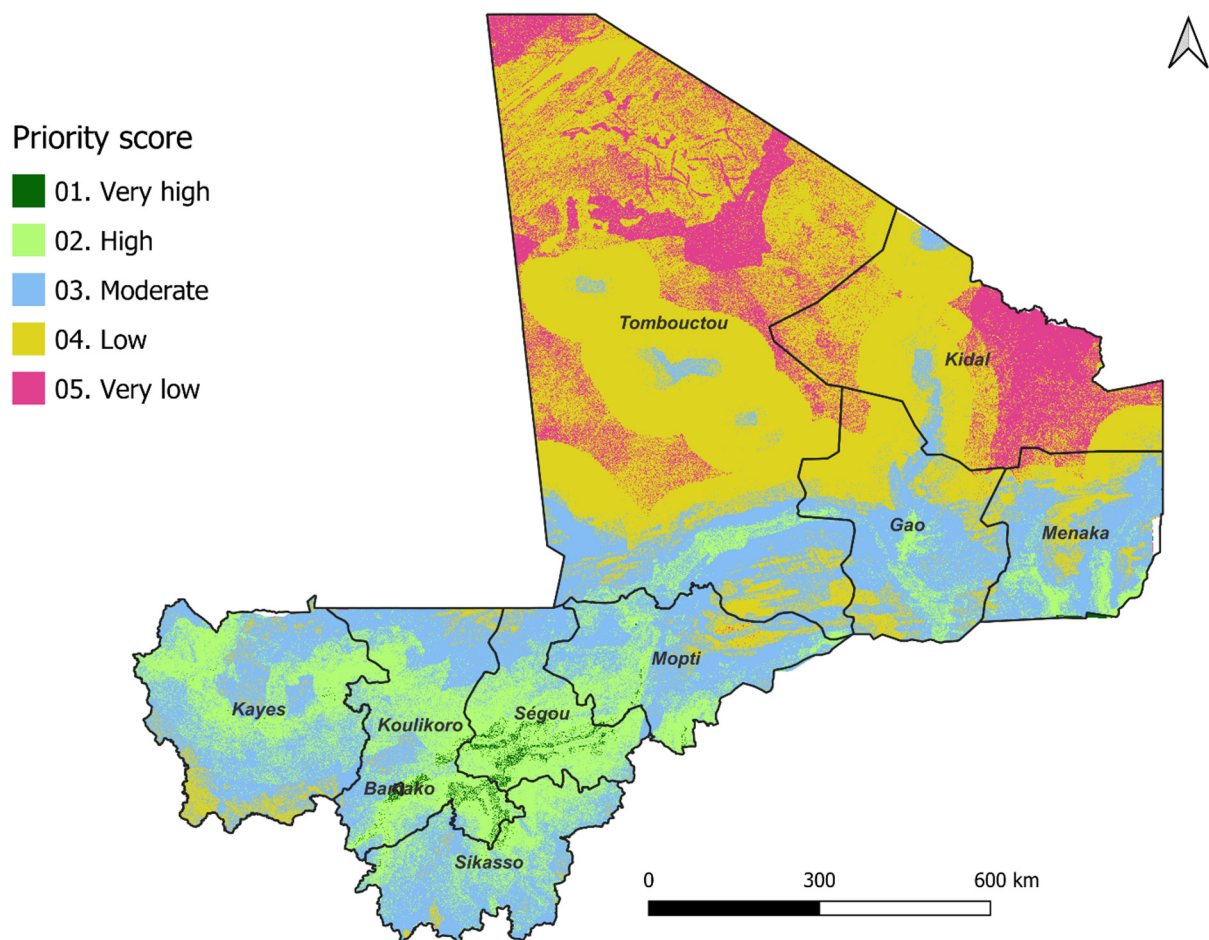 Priority score
01. Very high
02. High
03. Moderate
04. Low
05. Very low
Tombouctou
Kidal
Gao
Menaka
Mopti
Kayes
Ségou
Koulikoro
Bamako
Sikasso
0 300 600 km